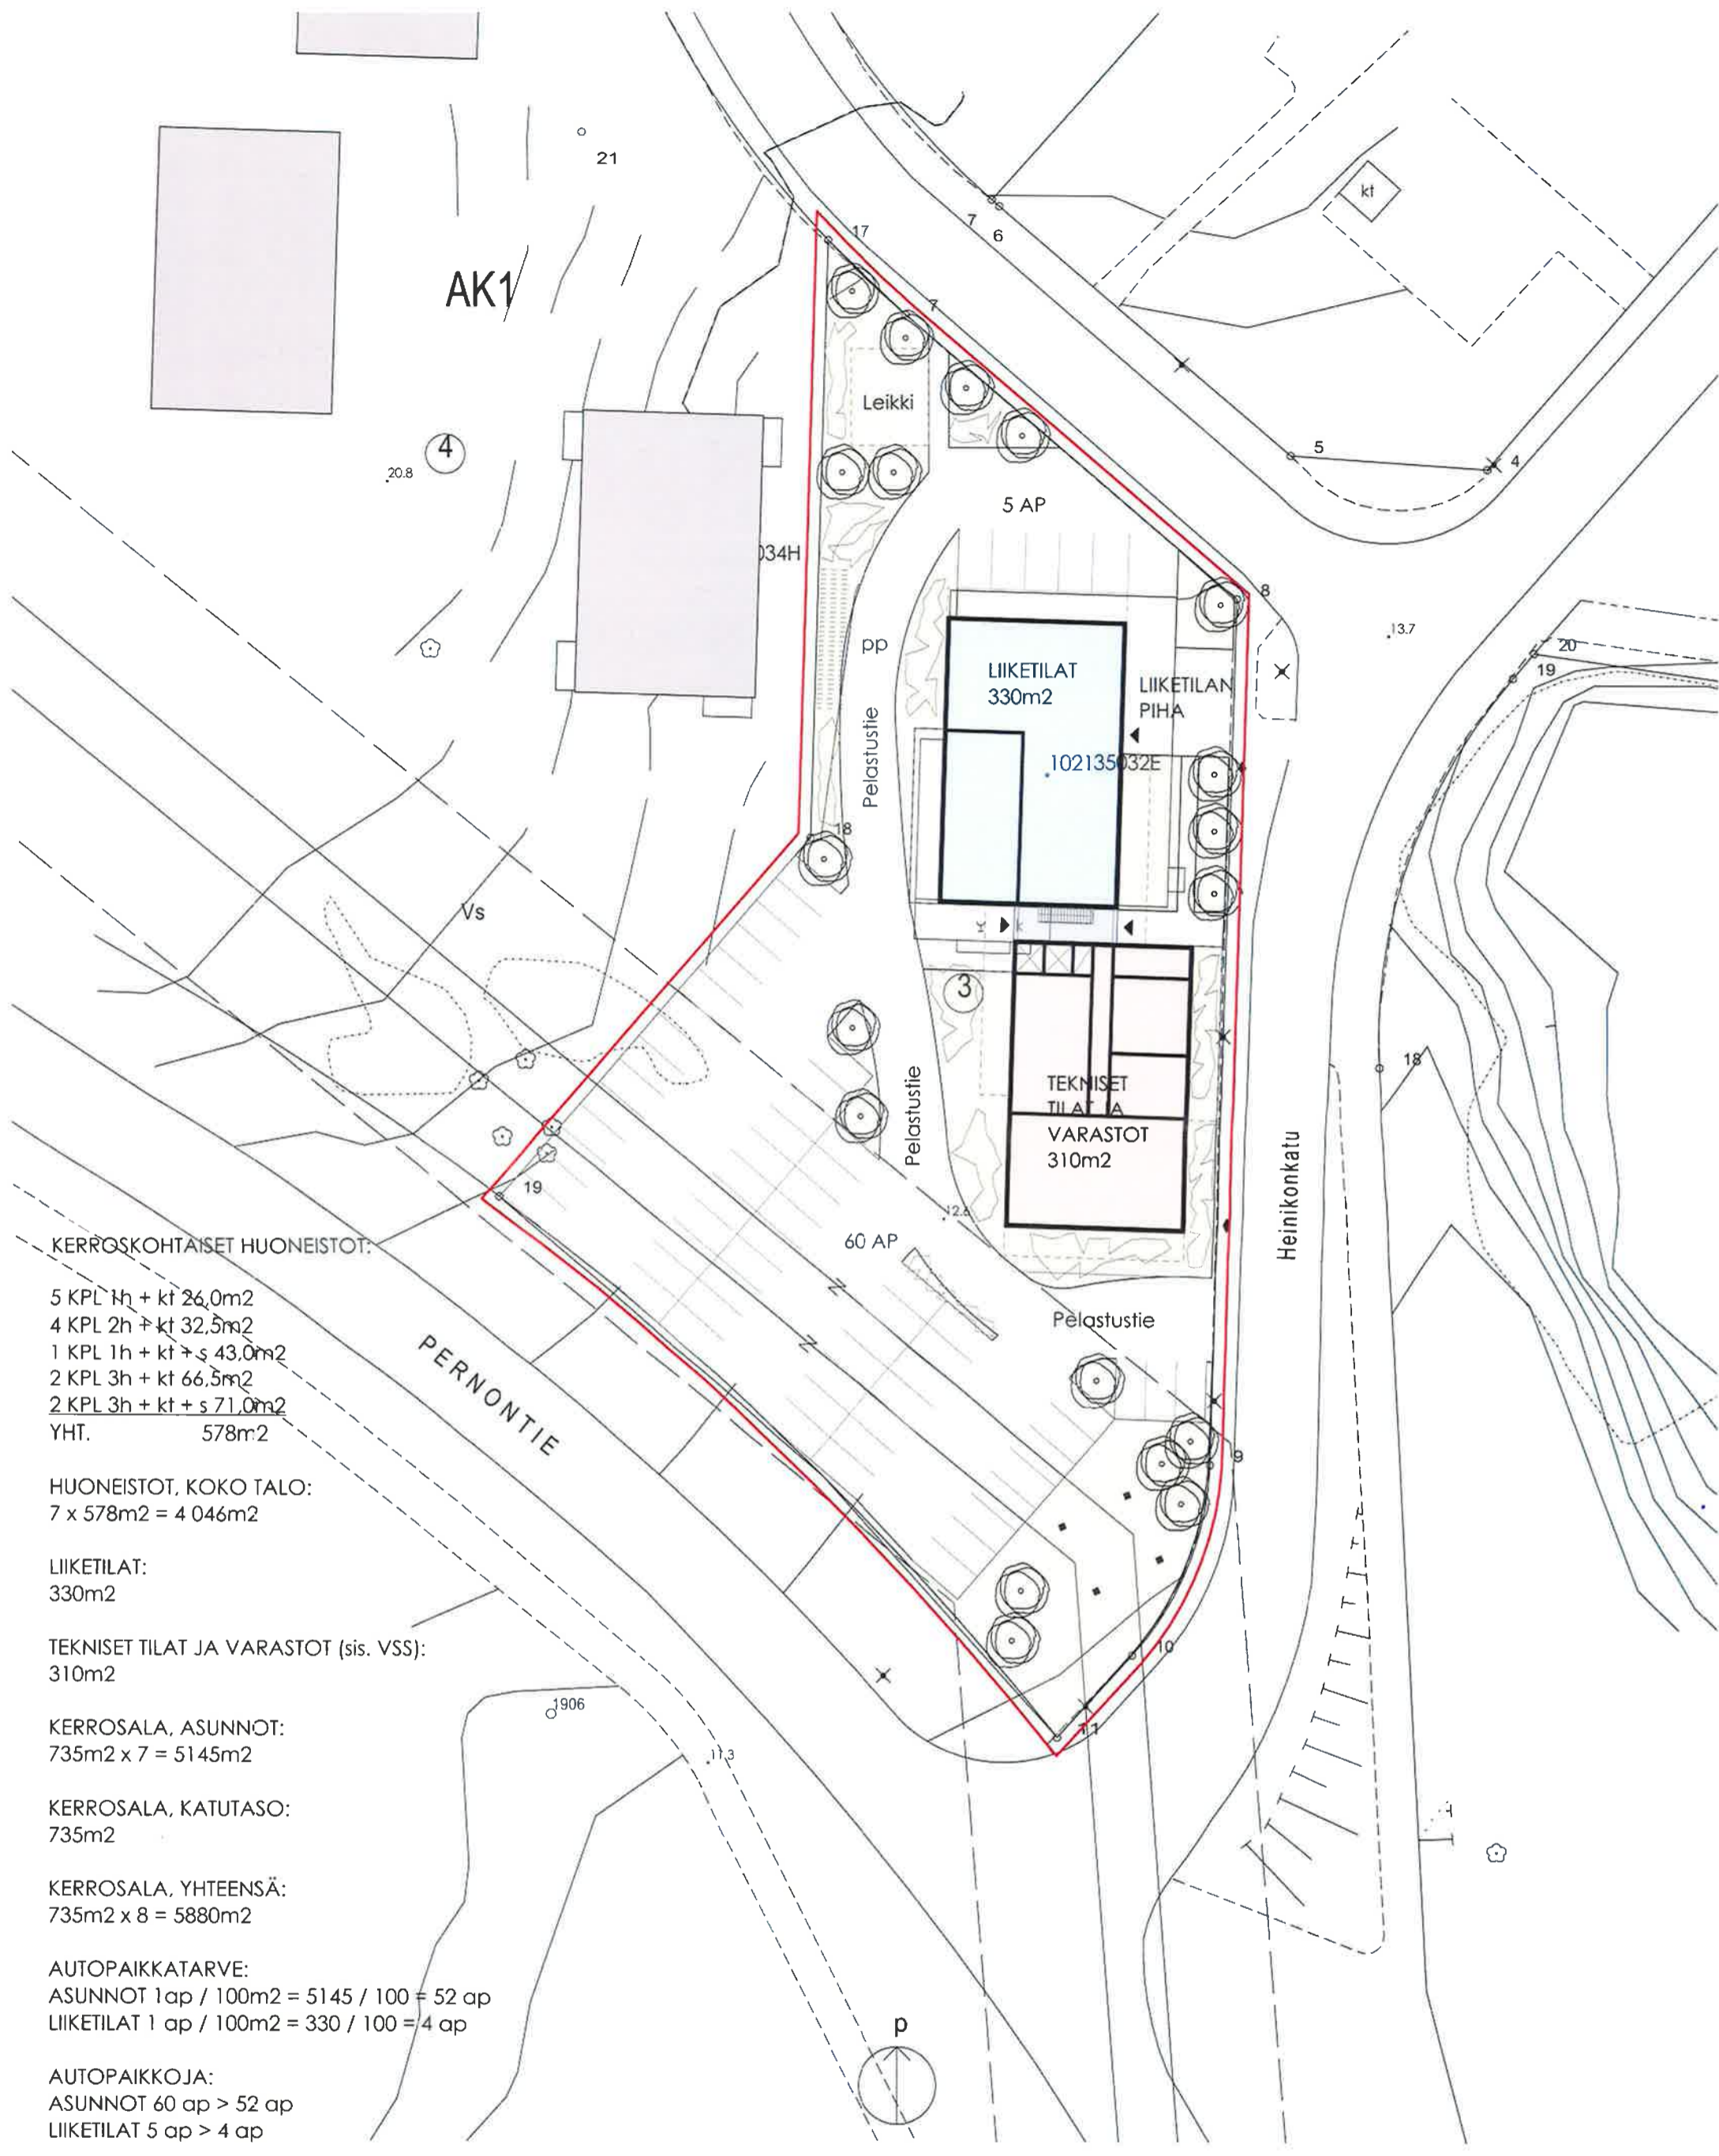 21
17
7
6
kt
AK1
7
Leikki
5
4
4
20.8
5 AP
034H
8
13.7
20
19
pp
LIIKETILAT
330m2
LIIKETILAN
PIHA
Pelastustie
102135032E
18
Vs
3
18
TEKNISET
TILAT JA
VARASTOT
310m2
Pelastustie
Heinikonkatu
19
12.6
60 AP
Pelastustie
PERNONTIE
9
10
11
1906
11.3
p
KERROSKOHTAISET HUONEISTOT:
5 KPL 1h + kt 26,0m2
4 KPL 2h + kt 32,5m2
1 KPL 1h + kt + s 43,0m2
2 KPL 3h + kt 66,5m2
2 KPL 3h + kt + s 71,0m2
YHT. 578m2
HUONEISTOT, KOKO TALO:
7 x 578m2 = 4 046m2
LIIKETILAT:
330m2
TEKNISET TILAT JA VARASTOT (sis. VSS):
310m2
KERROSALA, ASUNNOT:
735m2 x 7 = 5145m2
KERROSALA, KATUTASO:
735m2
KERROSALA, YHTEENSÄ:
735m2 x 8 = 5880m2
AUTOPAIKKATARVE:
ASUNNOT 1ap / 100m2 = 5145 / 100 = 52 ap
LIIKETILAT 1 ap / 100m2 = 330 / 100 = 4 ap
AUTOPAIKKOJA:
ASUNNOT 60 ap > 52 ap
LIIKETILAT 5 ap > 4 ap